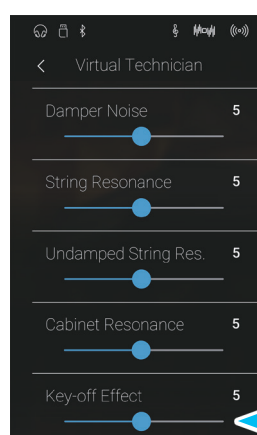 Virtual Technician
Damper Noise 5
String Resonance 5
Undamped String Res. 5
Cabinet Resonance 5
Key-off Effect 5